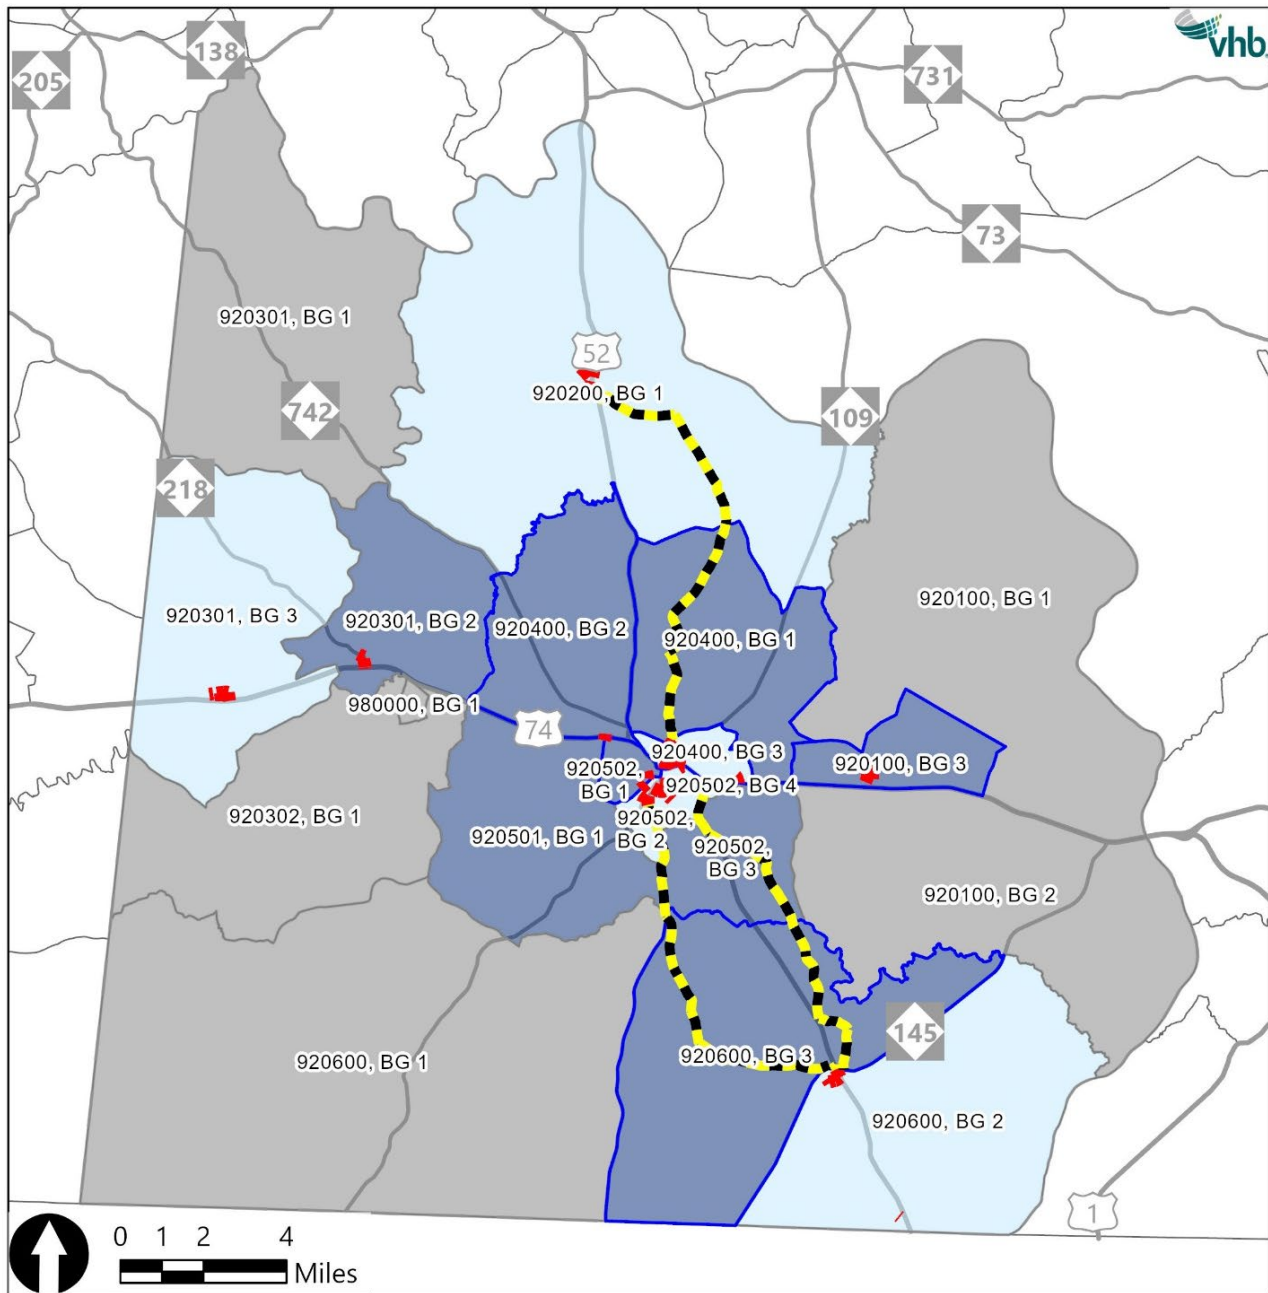 vhb
138
205
731
73
920301, BG 1
52
920200, BG 1
742
109
218
920100, BG 1
920301, BG 3
920301, BG 2
920400, BG 2
920400, BG 1
980000, BG 1
74
920400, BG 3
920502,
BG 1
920100, BG 3
920502, BG 4
920302, BG 1
920501, BG 1
920502,
BG 2
920502,
BG 3
920100, BG 2
145
920600, BG 1
920600, BG 3
920600, BG 2
1
0 1 2 4
Miles